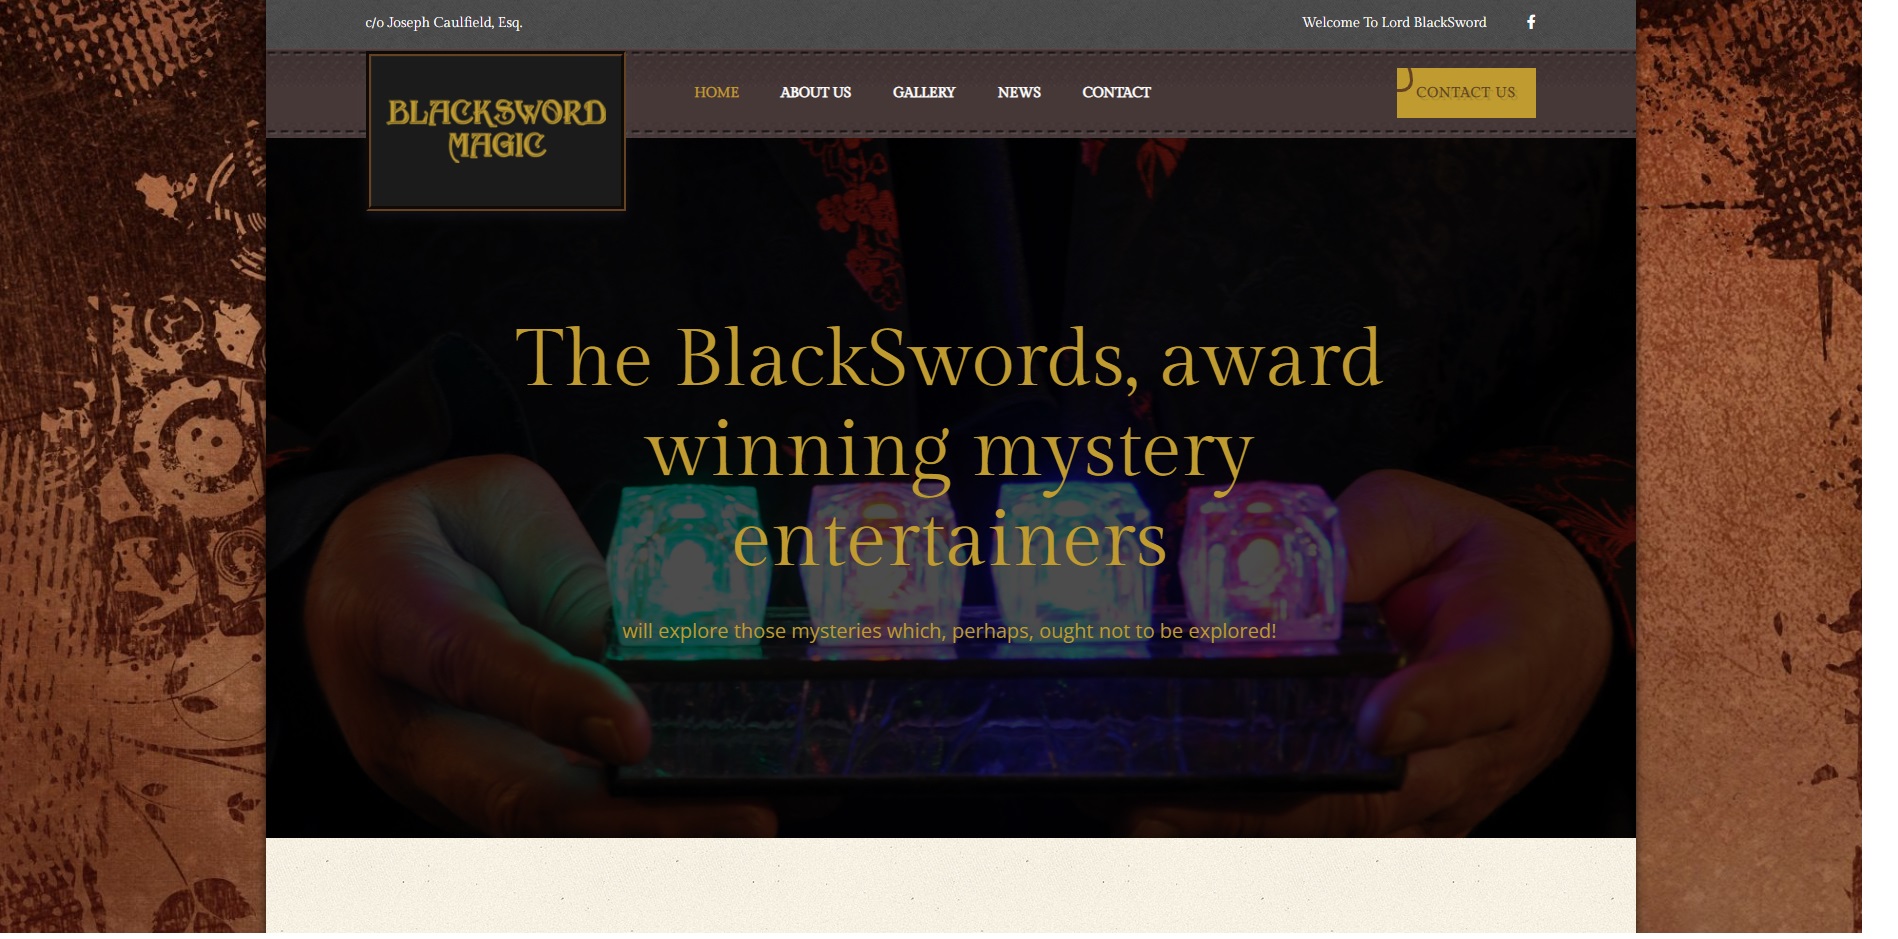 c/o Joseph Caulfield, Esq.
Welcome To Lord BlackSword
BLACKSWORD
MAGIC
HOME ABOUT US GALLERY NEWS CONTACT
CONTACT US
The BlackSwords, award
winning mystery
entertainers
will explore those mysteries which, perhaps, ought not to be explored!